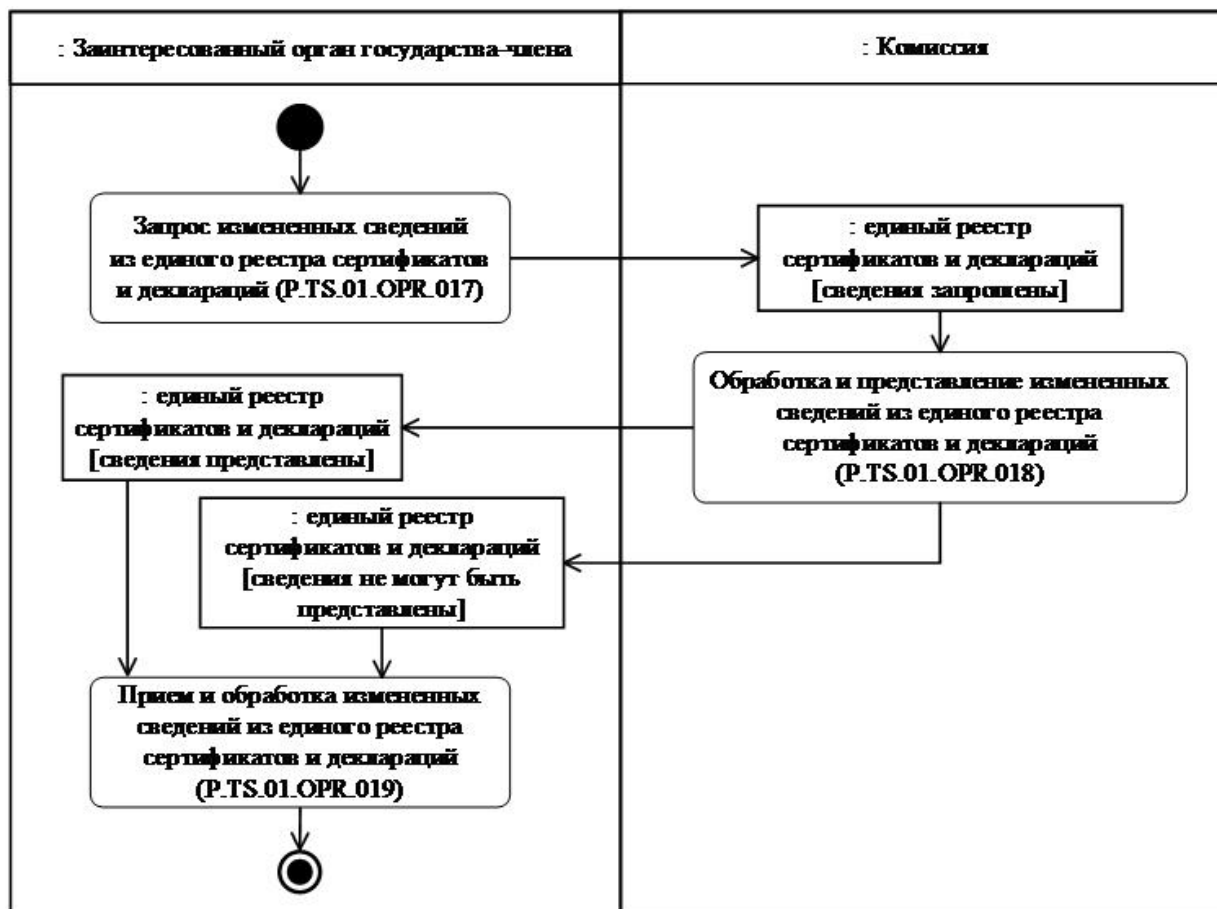 : Заинтересованный орган государства-члена
: Комиссия
Запрос измененных сведений
из единого реестра сертификатов
и деклараций (P.TS.01.OPR.017)
: единый реестр
сертификатов и деклараций
[сведения запрошены]
Обработка и представление измененных
сведений из единого реестра
сертификатов и деклараций
(P.TS.01.OPR.018)
: единый реестр
сертификатов и деклараций
[сведения представлены]
: единый реестр
сертификатов и деклараций
[сведения не могут быть
представлены]
Прием и обработка измененных
сведений из единого реестра
сертификатов и деклараций
(P.TS.01.OPR.019)